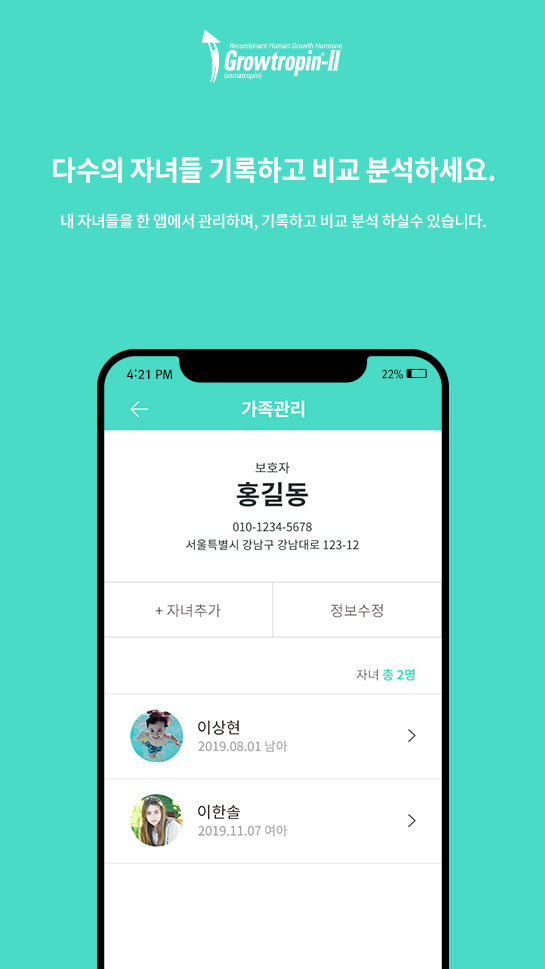 Recombinant Human Growth Hormone
Growtropin®-II
(somatropin)
다수의 자녀들 기록하고 비교 분석하세요.
내 자녀들을 한 앱에서 관리하며, 기록하고 비교 분석 하실수 있습니다.
4:21 PM
22%
가족관리
보호자
홍길동
010-1234-5678
서울특별시 강남구 강남대로 123-12
+ 자녀추가
정보수정
자녀 총 2명
이상현
2019.08.01 남아
이한솔
2019.11.07 여아